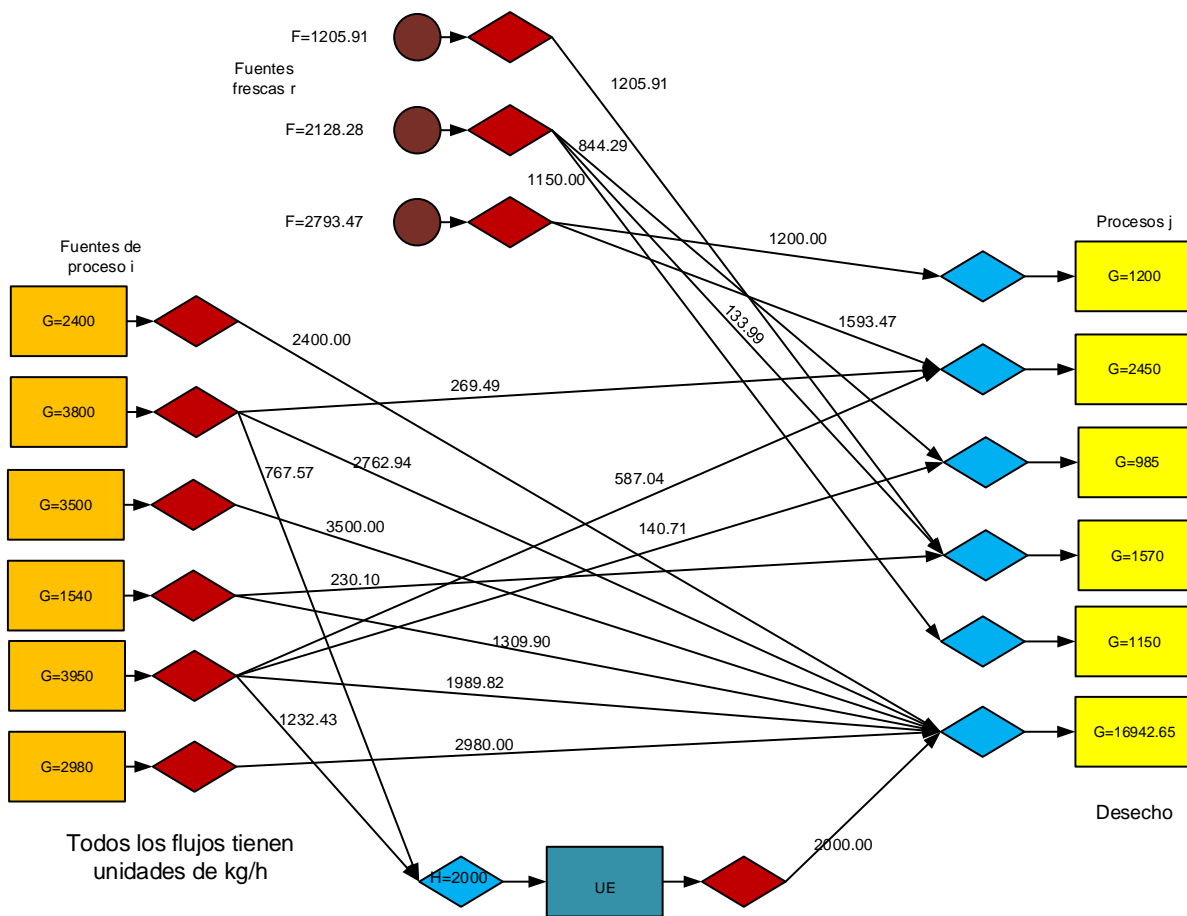 F=1205.91
Fuentes
frescas r
1205.91
F=2128.28
844.29
1150.00
F=2793.47
Procesos j
Fuentes de
proceso i
1200.00
G=1200
G=2400
2400.00
133.99
1593.47
G=2450
G=3800
269.49
767.57
2762.94
587.04
G=985
G=3500
3500.00
140.71
G=1570
G=1540
230.10
1309.90
G=1150
G=3950
1989.82
1232.43
G=16942.65
G=2980
2980.00
Desecho
Todos los flujos tienen
unidades de kg/h
2000.00
H=2000
UE